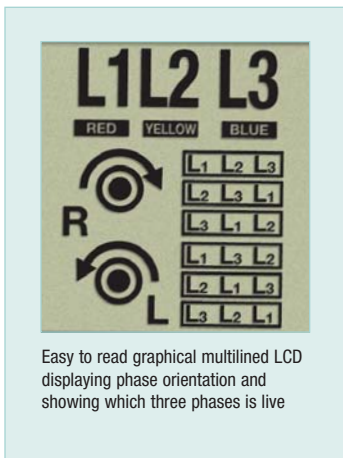 L1 L2 L3
RED YELLOW BLUE
L1 L2 L3
L2 L3 L1
R
L3 L1 L2
L1 L3 L2
L2 L1 L3
L
L3 L2 L1
Easy to read graphical multilined LCD
displaying phase orientation and
showing which three phases is live